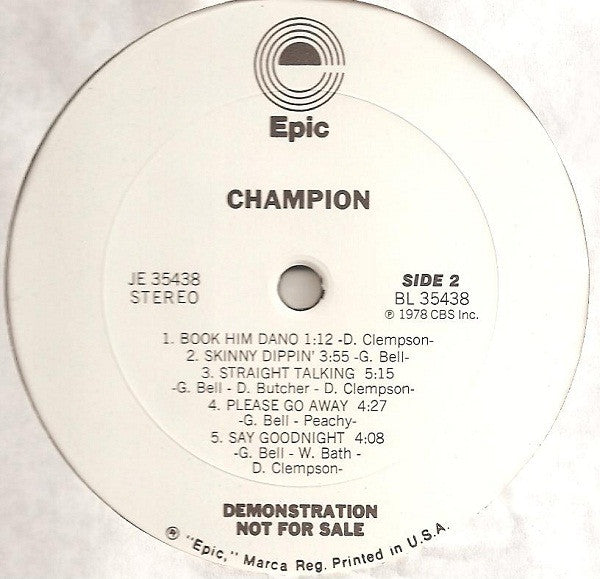 Epic
CHAMPION
JE 35438
STEREO
SIDE 2
BL 35438
℗ 1978 CBS Inc.
1. BOOK HIM DANO 1:12 -D. Clempson-
2. SKINNY DIPPIN' 3:55 -G. Bell-
3. STRAIGHT TALKING 5:15
-G. Bell - D. Butcher - D. Clempson-
4. PLEASE GO AWAY 4:27
-G. Bell - Peachy-
5. SAY GOODNIGHT 4:08
-G. Bell - W. Bath -
D. Clempson-
DEMONSTRATION
NOT FOR SALE
® "Epic," Marca Reg. Printed in U.S.A.